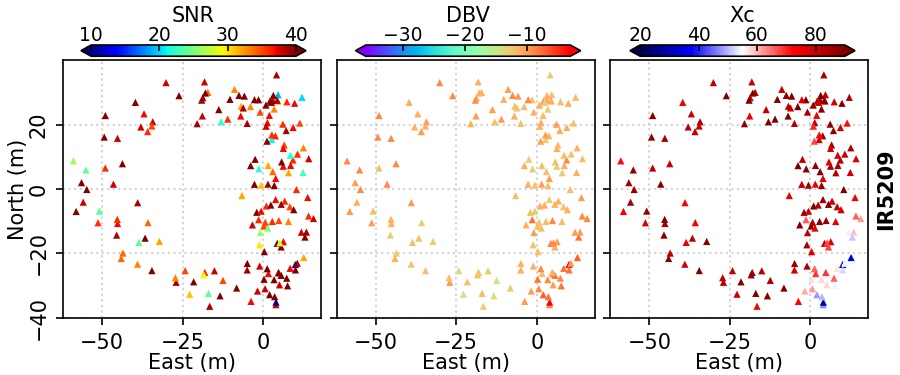 SNR DBV Xc
10 20 30 40 −30 −20 −10 20 40 60 80
North (m)
20
0
−20
−40
−50 −25 0 −50 −25 0 −50 −25 0
East (m) East (m) East (m)
IR5209